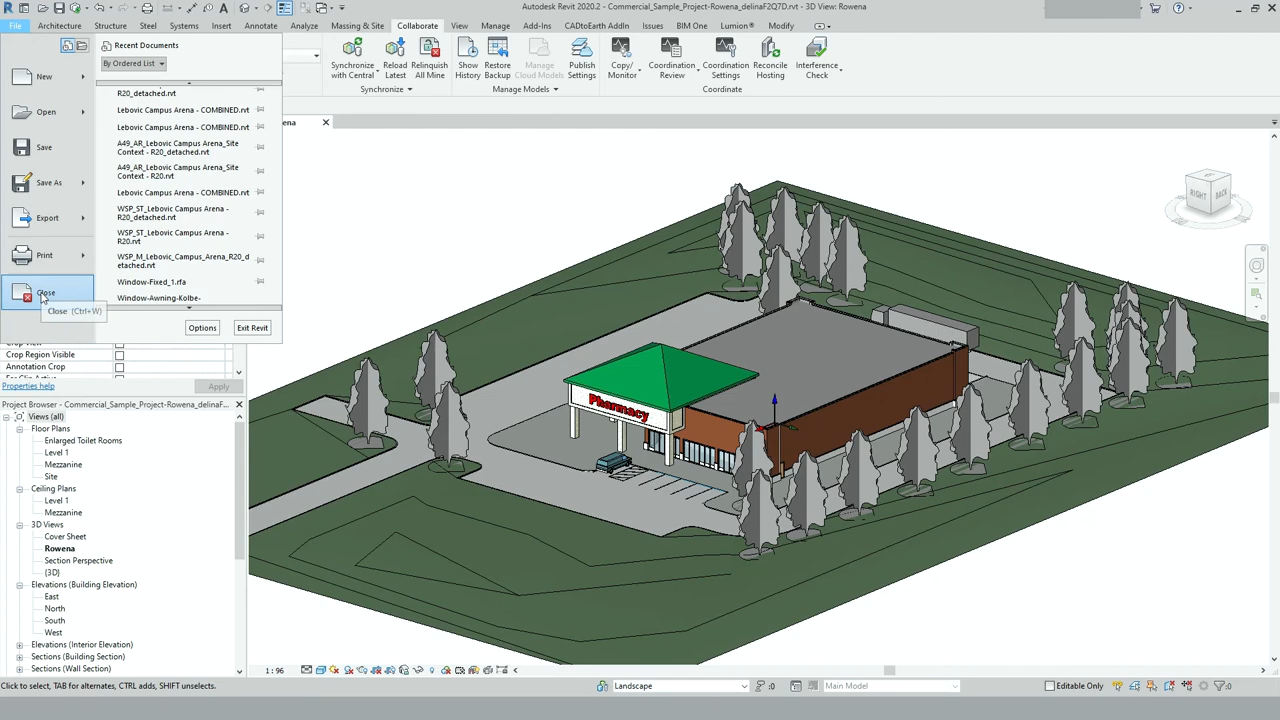 Autodesk Revit 2020.2 - Commercial_Sample_Project-Rowena_delinaF2Q7D.rvt - 3D View: Rowena
File Architecture Structure Steel Systems Insert Annotate Analyze Massing & Site Collaborate View Manage Add-Ins CADtoEarth AddIn Issues BIM One Lumion® Modify
Recent Documents
By Ordered List
New
Open
Save
Save As
Export
Print
Close
Close (Ctrl+W)
R20_detached.rvt
Lebovic Campus Arena - COMBINED.rvt
Lebovic Campus Arena - COMBINED.rvt
A49_AR_Lebovic Campus Arena_Site
Context - R20_detached.rvt
A49_AR_Lebovic Campus Arena_Site
Context - R20.rvt
Lebovic Campus Arena - COMBINED.rvt
WSP_ST_Lebovic Campus Arena -
R20_detached.rvt
WSP_ST_Lebovic Campus Arena -
R20.rvt
WSP_M_Lebovic_Campus_Arena_R20_d
etached.rvt
Window-Fixed_1.rfa
Window-Awning-Kolbe-
Options
Exit Revit
Synchronize
with Central
Reload
Latest
Relinquish
All Mine
Synchronize
Show
History
Restore
Backup
Manage
Cloud Models
Publish
Settings
Manage Models
Copy/
Monitor
Coordination
Review
Coordination
Settings
Reconcile
Hosting
Interference
Check
Coordinate
ena
RIGHT
BACK
Pharmacy
Crop Region Visible
Annotation Crop
Properties help
Apply
Project Browser - Commercial_Sample_Project-Rowena_delinaF...
Views (all)
Floor Plans
Enlarged Toilet Rooms
Level 1
Mezzanine
Site
Ceiling Plans
Level 1
Mezzanine
3D Views
Cover Sheet
Rowena
Section Perspective
{3D}
Elevations (Building Elevation)
East
North
South
West
Elevations (Interior Elevation)
Sections (Building Section)
Sections (Wall Section)
1 : 96
Click to select, TAB for alternates, CTRL adds, SHIFT unselects.
Landscape
:0
Main Model
Editable Only
:0